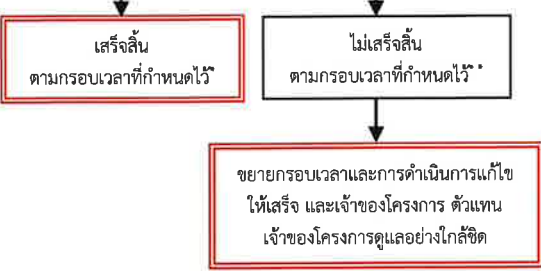 เสร็จสิ้น
ตามกรอบเวลาที่กำหนดไว้*
ไม่เสร็จสิ้น
ตามกรอบเวลาที่กำหนดไว้**
ขยายกรอบเวลาและการดำเนินการแก้ไข
ให้เสร็จ และเจ้าของโครงการ ตัวแทน
เจ้าของโครงการดูแลอย่างใกล้ชิด